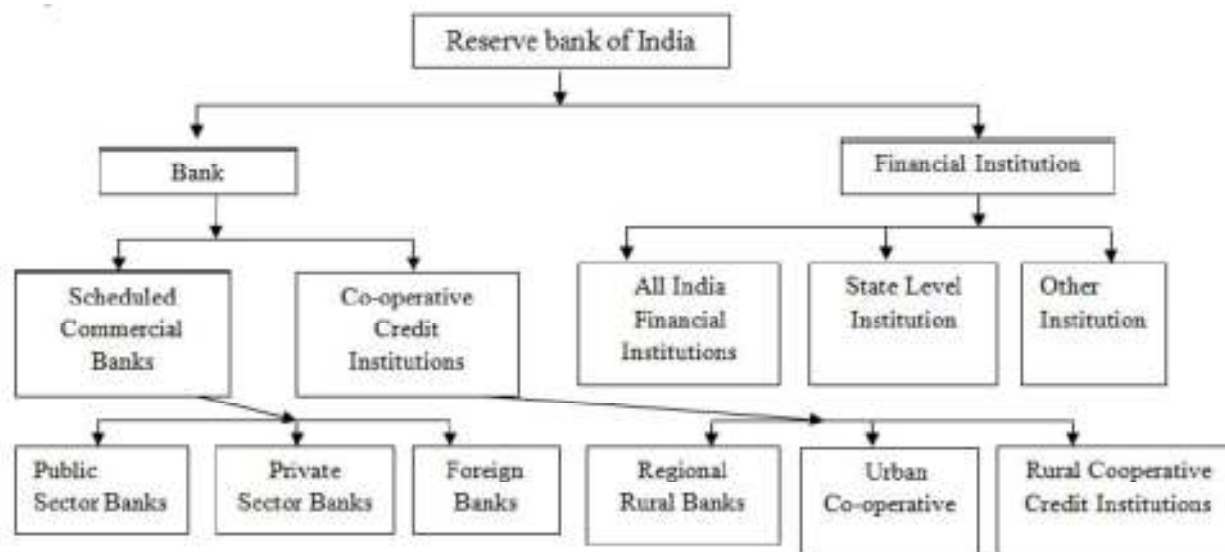 Reserve bank of India
Bank
Financial Institution
Scheduled
Commercial
Banks
Co-operative
Credit
Institutions
All India
Financial
Institutions
State Level
Institution
Other
Institution
Public
Sector Banks
Private
Sector Banks
Foreign
Banks
Regional
Rural Banks
Urban
Co-operative
Rural Cooperative
Credit Institutions